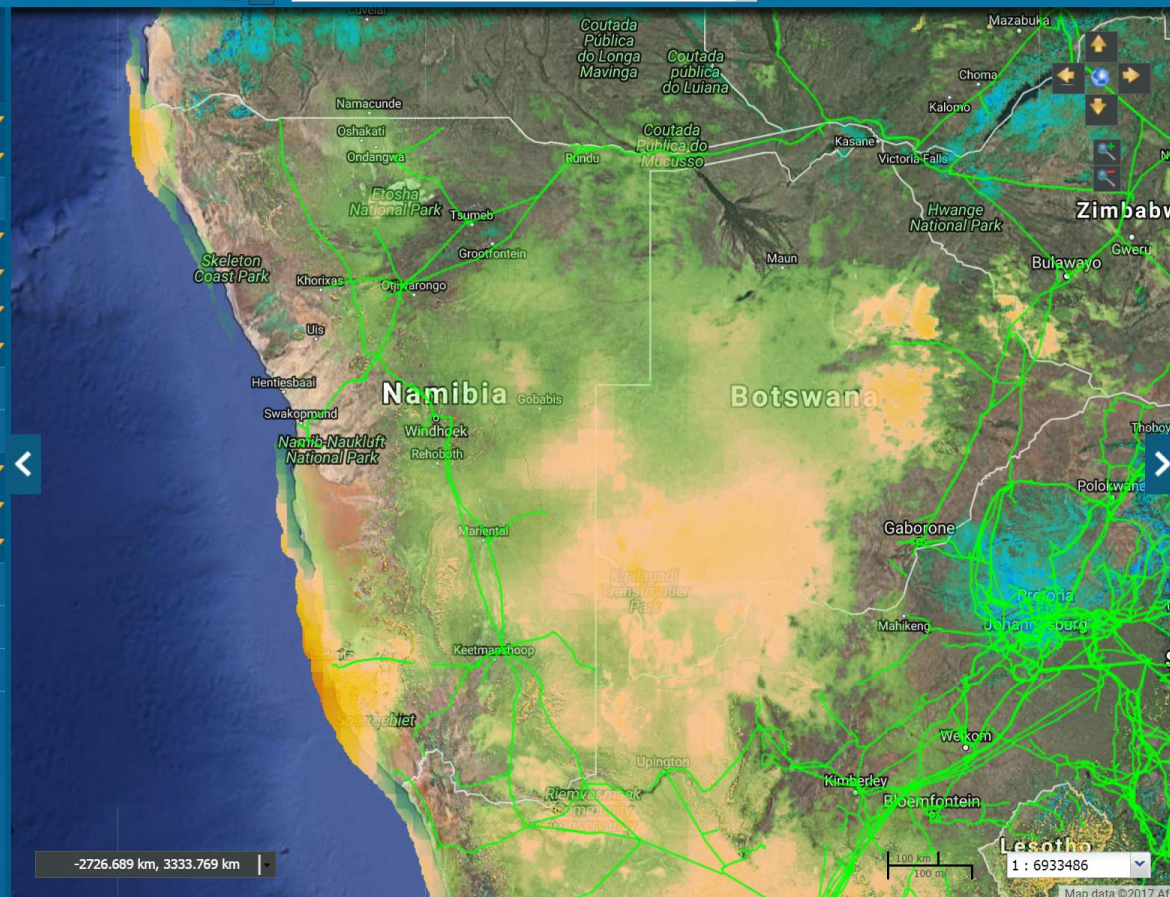 Cuvelai
Coutada
Pública
do Longa
Mavinga
Coutada
pública
do Luiana
Mazabuka
Choma
Kalomo
Namacunde
Oshakati
Ondangwa
Coutada
Pública do
Mucusso
Rundu
Kasane
Victoria Falls
Etosha
National Park
Tsumeb
Grootfontein
Hwange
National Park
Zimbabw
Gweru
Bulawayo
Maun
Skeleton
Coast Park
Khorixas
Otjiwarongo
Uis
Hentiesbaai
Namibia
Gobabis
Botswana
Swakopmund
Windhoek
Namib-Naukluft
National Park
Rehoboth
Thohoy
Polokwane
Mariental
Gaborone
Kgalagadi
Transfrontier
Park
Pretoria
Johannesburg
Mahikeng
Keetmanshoop
Sperrgebiet
Welkom
Upington
Kimberley
Riemvasmaak
Bloemfontein
Lesotho
-2726.689 km, 3333.769 km
100 km
100 mi
1 : 6933486
Map data ©2017 Af